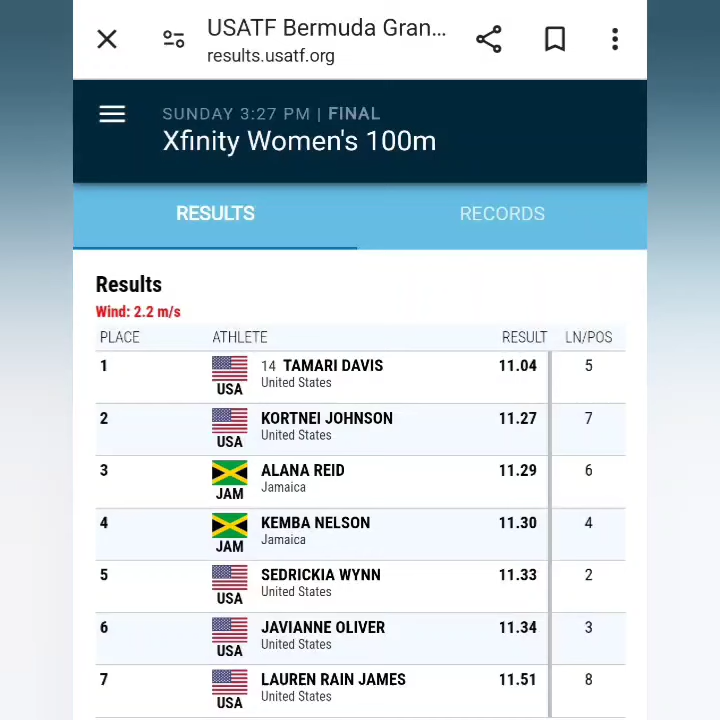 USATF Bermuda Gran...
results.usatf.org
SUNDAY 3:27 PM | FINAL
Xfinity Women's 100m
RESULTS RECORDS
Results
Wind: 2.2 m/s
PLACE ATHLETE RESULT LN/POS
1 14 TAMARI DAVIS 11.04 5
USA United States
2 KORTNEI JOHNSON 11.27 7
USA United States
3 ALANA REID 11.29 6
JAM Jamaica
4 KEMBA NELSON 11.30 4
JAM Jamaica
5 SEDRICKIA WYNN 11.33 2
USA United States
6 JAVIANNE OLIVER 11.34 3
USA United States
7 LAUREN RAIN JAMES 11.51 8
USA United States